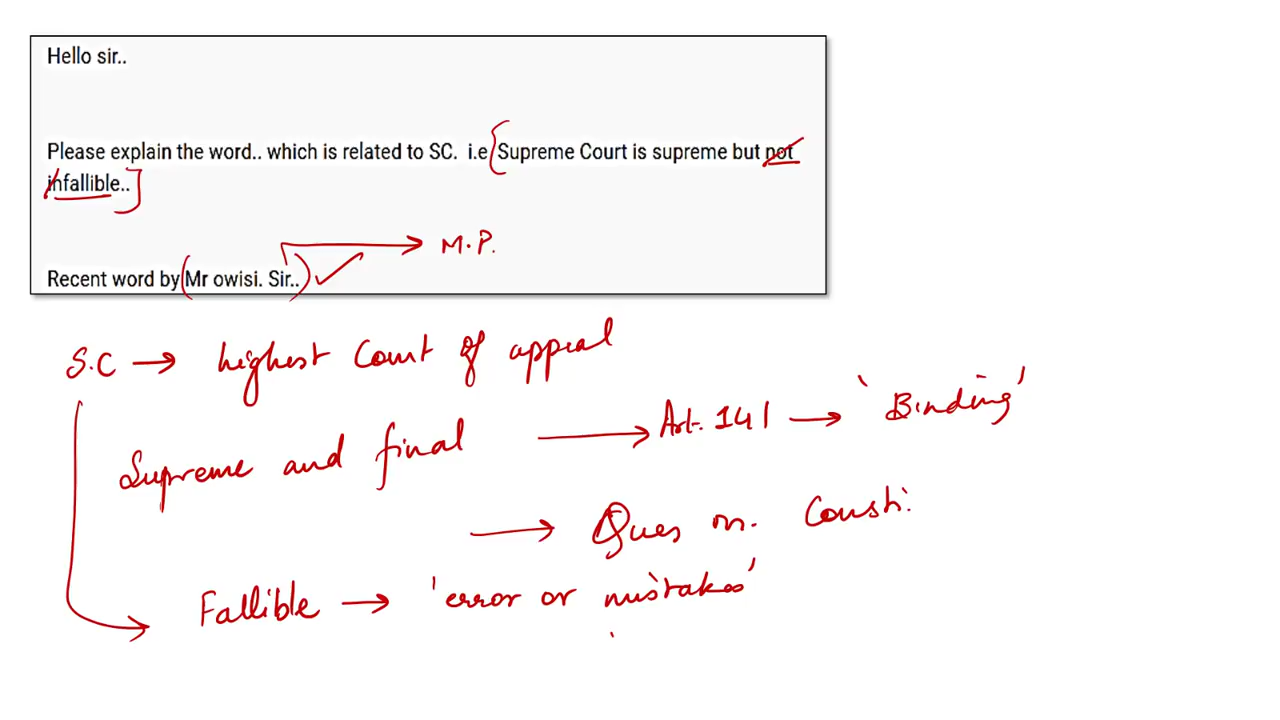 Hello sir..
Please explain the word.. which is related to SC. i.e Supreme Court is supreme but not
infallible..
M.P.
Recent word by Mr owisi. Sir..
S.C → highest Court of appeal
Supreme and final → Art. 141 → 'Binding'
→ Ques on. Consti.
Fallible → 'error or mistakes'